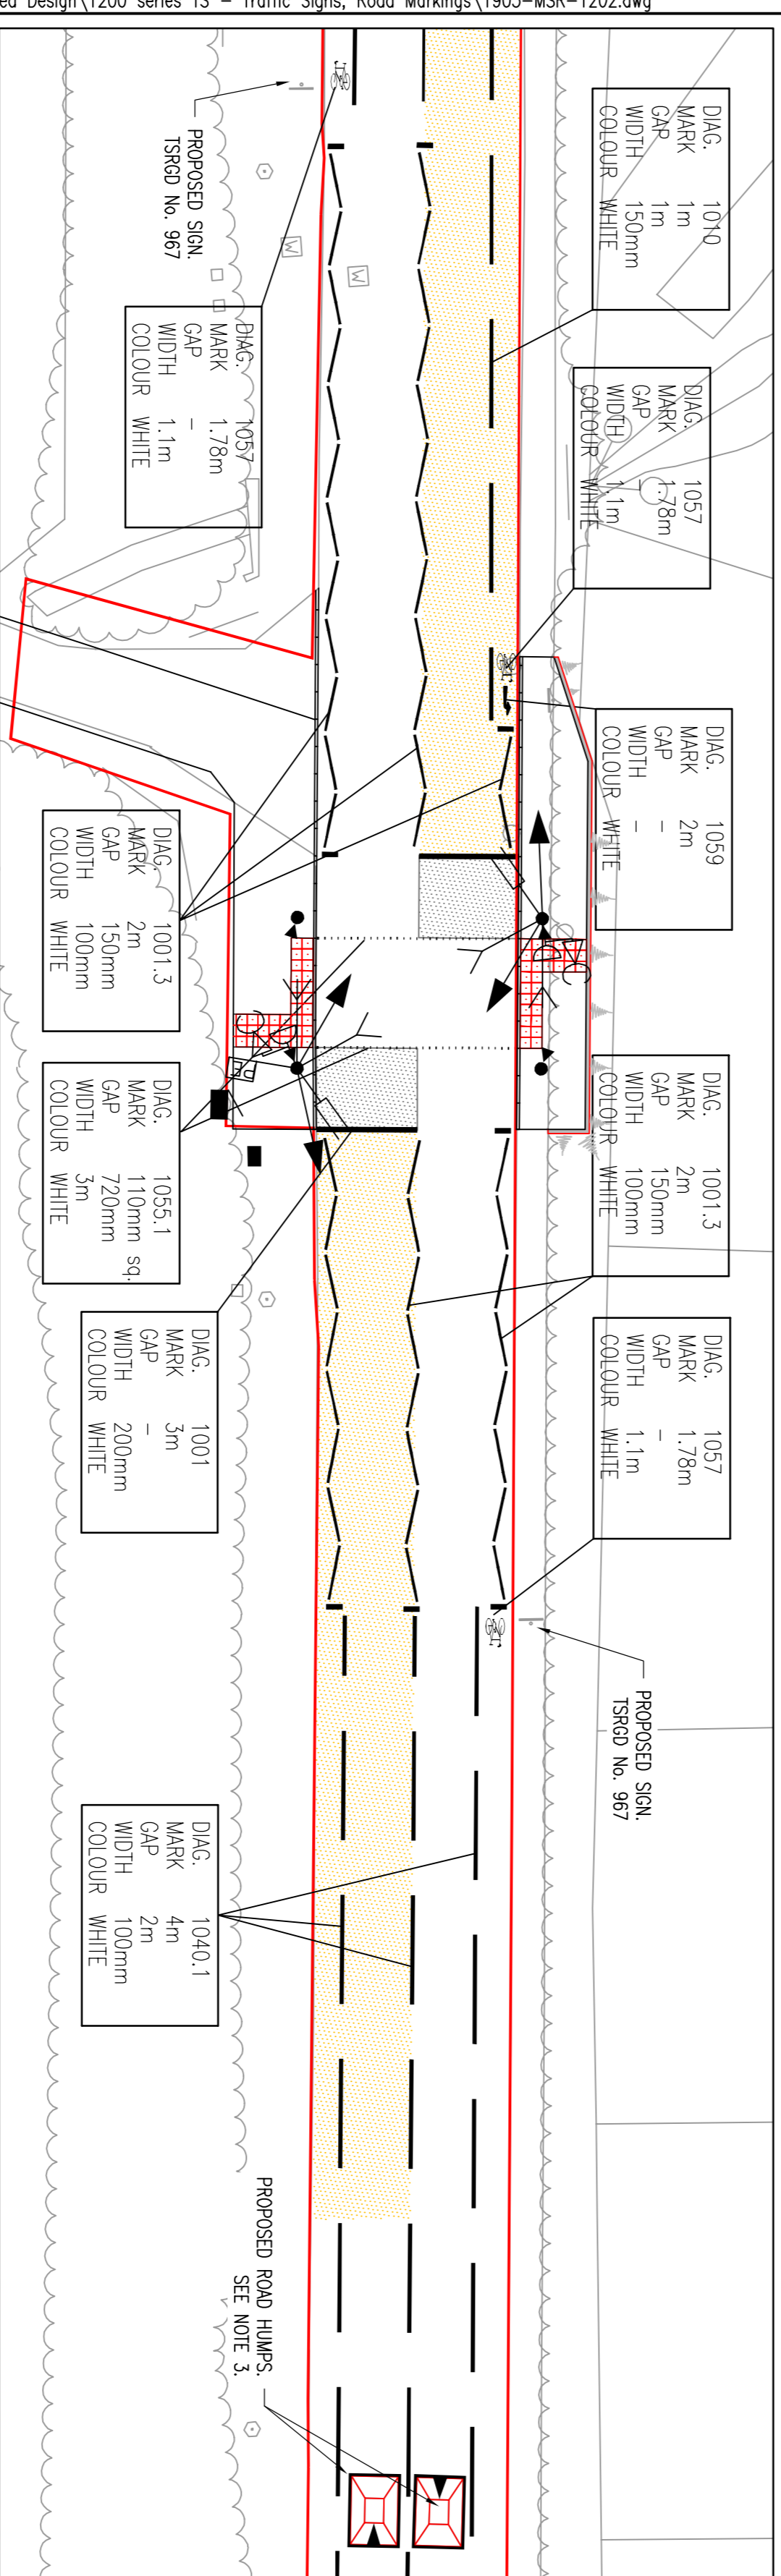 ed Design\1200 series TS - Traffic Signs, Road Markings\1905-MSR-1202.dwg
DIAG. 1010
MARK 1m
GAP 1m
WIDTH 150mm
COLOUR WHITE
PROPOSED SIGN.
TSRGD No. 967
DIAG. 1057
MARK 1.78m
GAP -
WIDTH 1.1m
COLOUR WHITE
DIAG. 1057
MARK 1.78m
GAP -
WIDTH 1.1m
COLOUR WHITE
W
W
DIAG. 1059
MARK 2m
GAP -
WIDTH -
COLOUR WHITE
DIAG. 1001.3
MARK 2m
GAP 150mm
WIDTH 100mm
COLOUR WHITE
DIAG. 1055.1
MARK 110mm sq.
GAP 720mm
WIDTH 3m
COLOUR WHITE
DIAG. 1001.3
MARK 2m
GAP 150mm
WIDTH 100mm
COLOUR WHITE
DIAG. 1001
MARK 3m
GAP -
WIDTH 200mm
COLOUR WHITE
DIAG. 1057
MARK 1.78m
GAP -
WIDTH 1.1m
COLOUR WHITE
PROPOSED SIGN.
TSRGD No. 967
DIAG. 1040.1
MARK 4m
GAP 2m
WIDTH 100mm
COLOUR WHITE
PROPOSED ROAD HUMPS.
SEE NOTE 3.